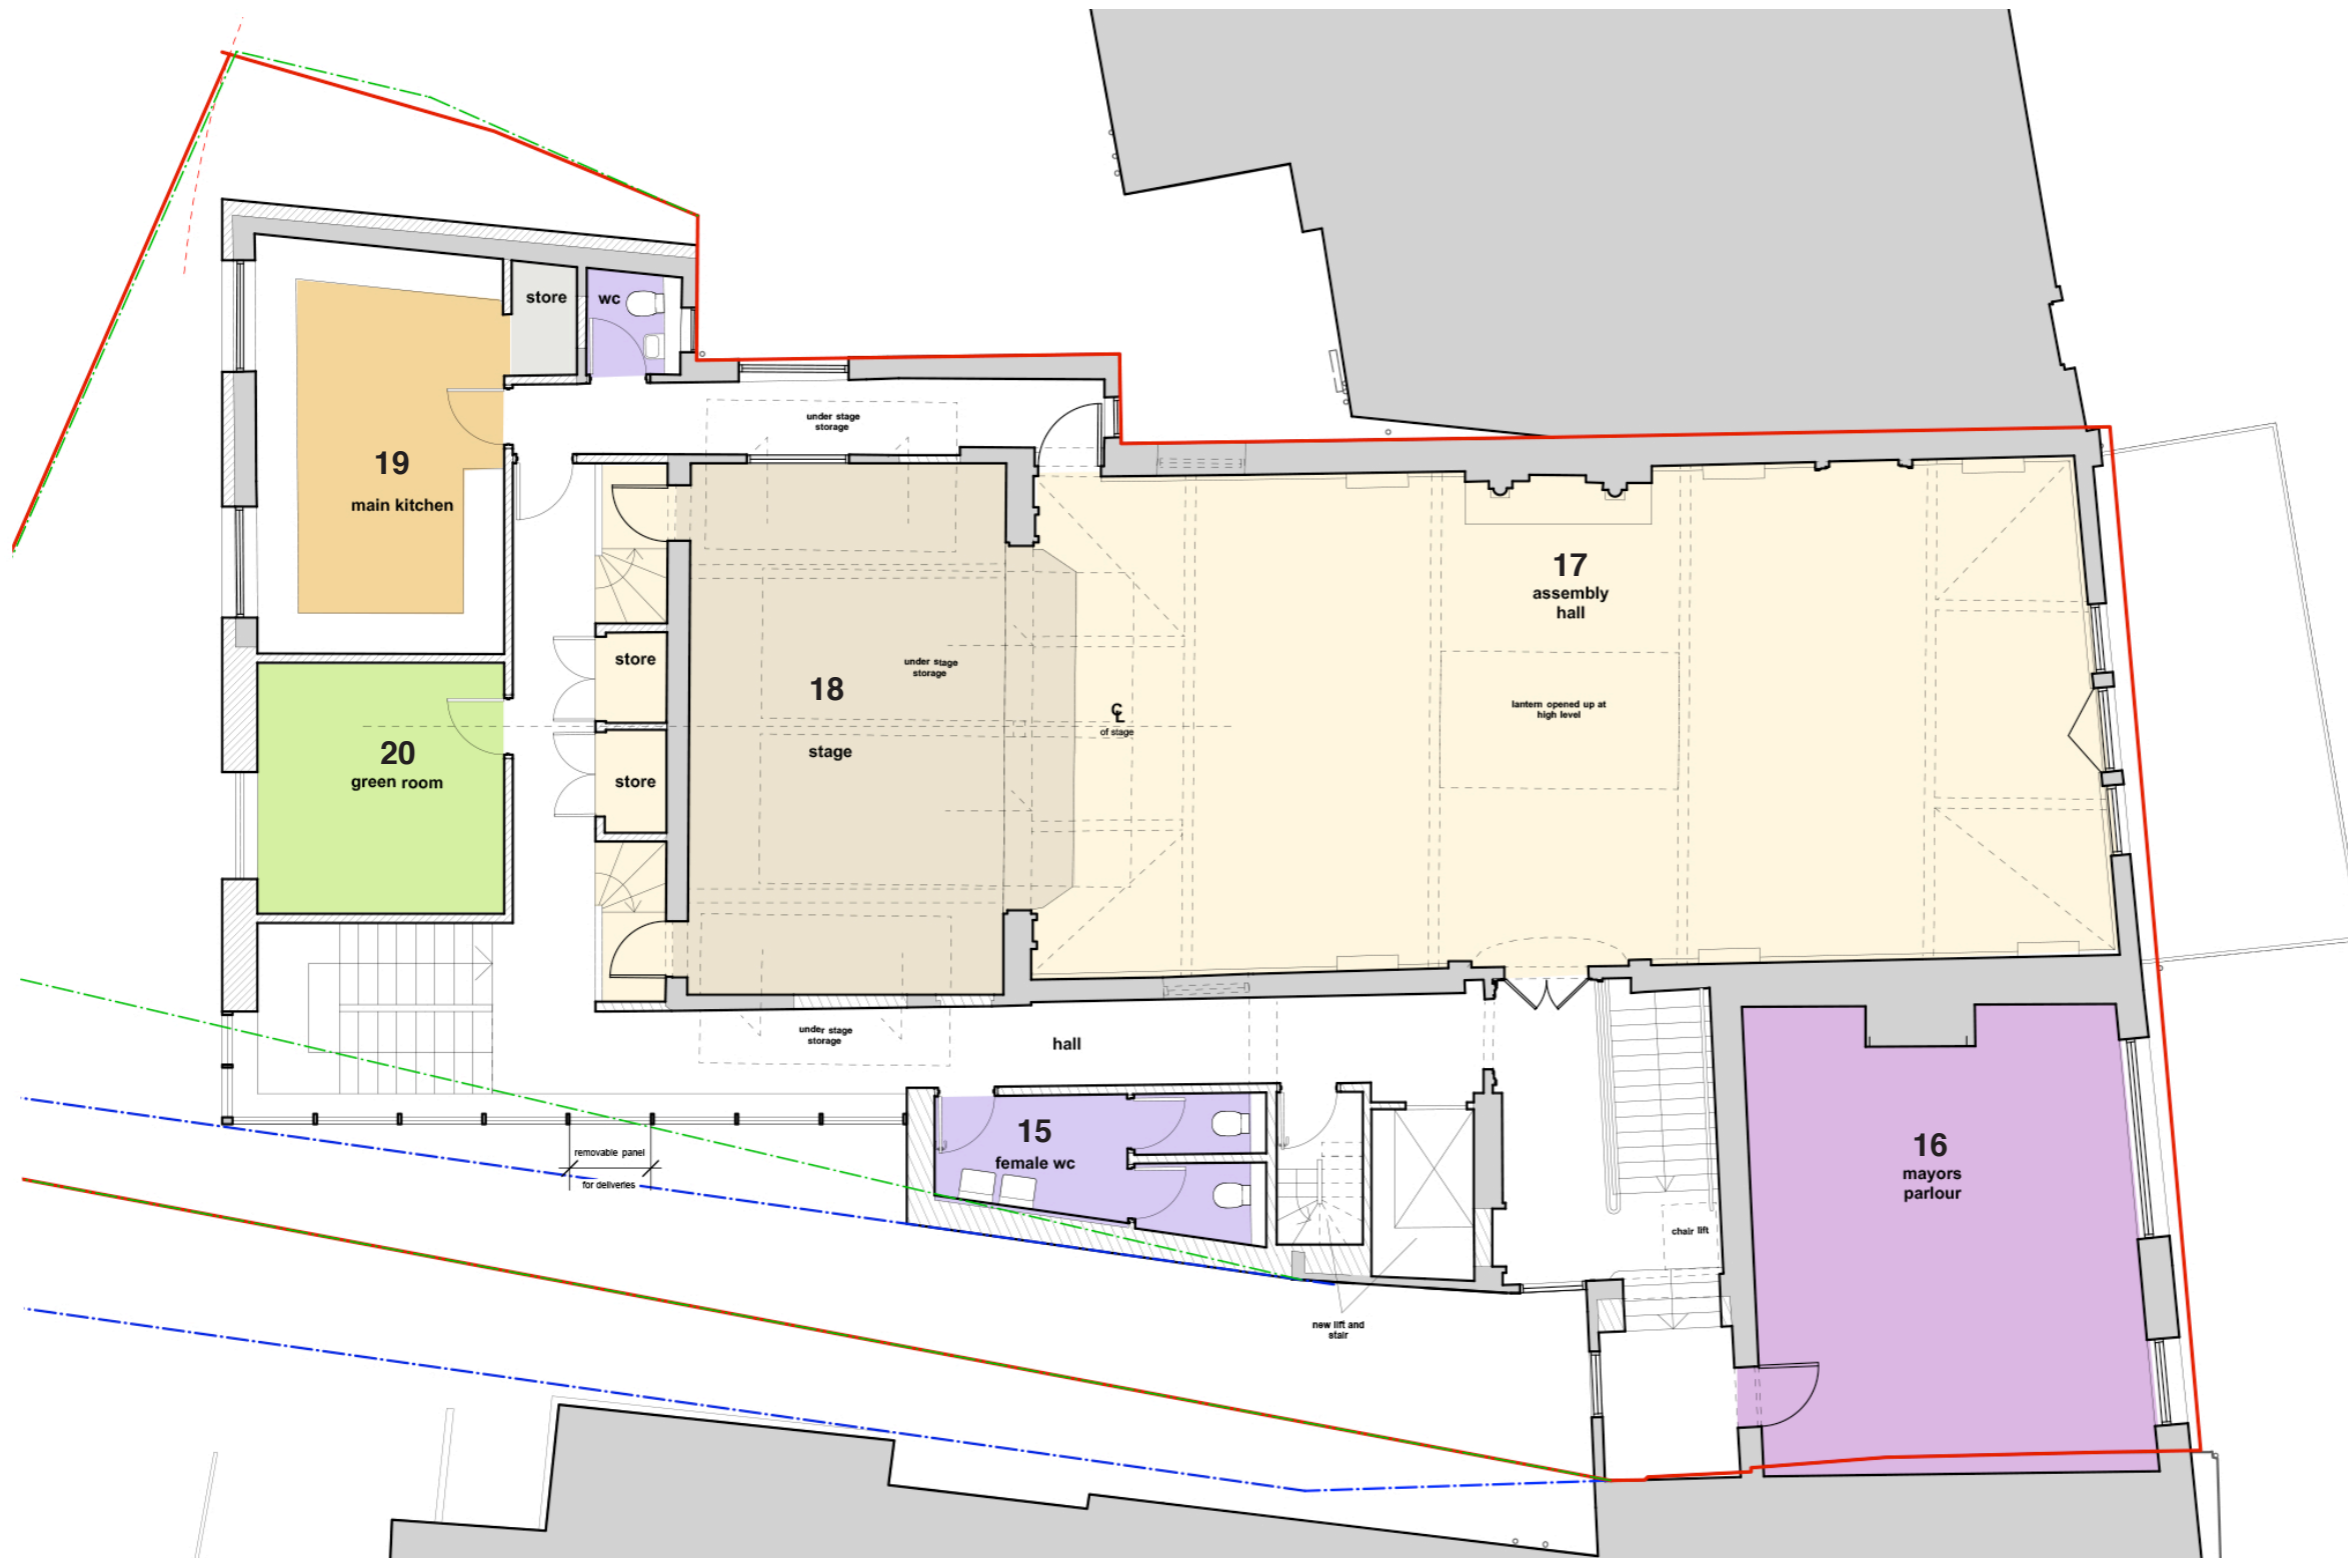 store
wc
under stage
storage
19
main kitchen
17
assembly
hall
store
under stage
storage
18
stage
lantern opened up at
high level
CL
of stage
20
green room
store
under stage
storage
hall
15
female wc
removable panel
for deliveries
16
mayors
parlour
chair lift
new lift and
stair